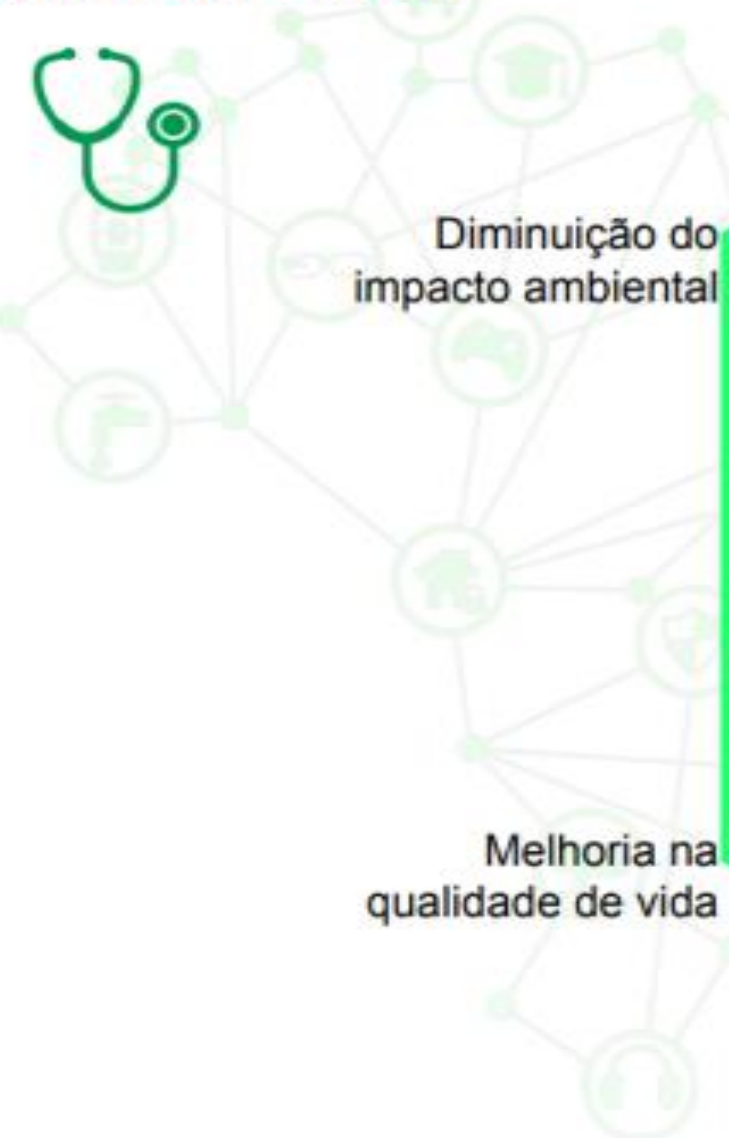 Diminuição do
impacto ambiental
Melhoria na
qualidade de vida